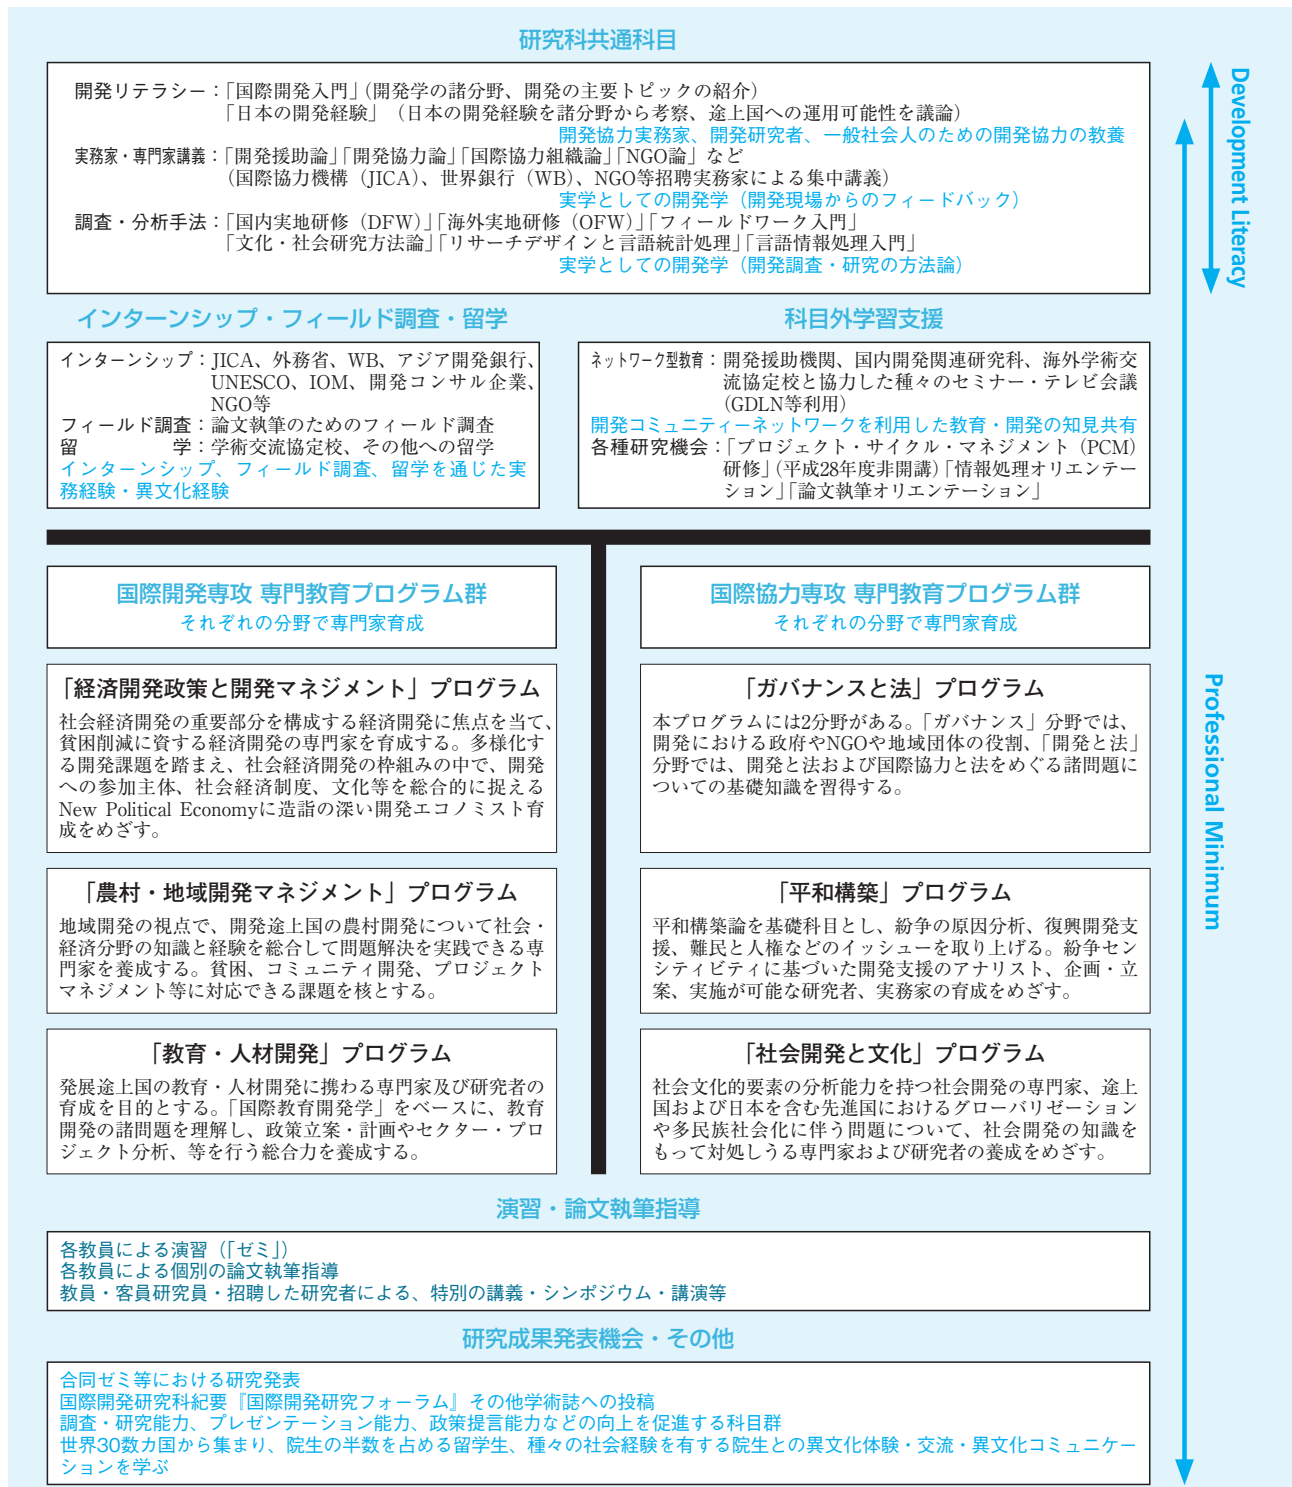 研究科共通科目
開発リテラシー：「国際開発入門」（開発学の諸分野、開発の主要トピックの紹介）
「日本の開発経験」（日本の開発経験を諸分野から考察、途上国への運用可能性を議論）
開発協力実務家、開発研究者、一般社会人のための開発協力の教養
実務家・専門家講義：「開発援助論」「開発協力論」「国際協力組織論」「NGO論」など
（国際協力機構（JICA）、世界銀行（WB）、NGO等招聘実務家による集中講義）
実学としての開発学（開発現場からのフィードバック）
調査・分析手法：「国内実地研修（DFW）」「海外実地研修（OFW）」「フィールドワーク入門」
「文化・社会研究方法論」「リサーチデザインと言語統計処理」「言語情報処理入門」
実学としての開発学（開発調査・研究の方法論）
Development Literacy
インターンシップ・フィールド調査・留学
インターンシップ：JICA、外務省、WB、アジア開発銀行、
UNESCO、IOM、開発コンサル企業、
NGO等
フィールド調査：論文執筆のためのフィールド調査
留　　　　　学：学術交流協定校、その他への留学
インターンシップ、フィールド調査、留学を通じた実
務経験・異文化経験
科目外学習支援
ネットワーク型教育：開発援助機関、国内開発関連研究科、海外学術交
流協定校と協力した種々のセミナー・テレビ会議
（GDLN等利用）
開発コミュニティーネットワークを利用した教育・開発の知見共有
各種研究機会：「プロジェクト・サイクル・マネジメント（PCM）
研修」（平成28年度非開講）「情報処理オリエンテー
ション」「論文執筆オリエンテーション」
国際開発専攻 専門教育プログラム群
それぞれの分野で専門家育成
「経済開発政策と開発マネジメント」プログラム
社会経済開発の重要部分を構成する経済開発に焦点を当て、
貧困削減に資する経済開発の専門家を育成する。多様化す
る開発課題を踏まえ、社会経済開発の枠組みの中で、開発
への参加主体、社会経済制度、文化等を総合的に捉える
New Political Economyに造詣の深い開発エコノミスト育
成をめざす。
「農村・地域開発マネジメント」プログラム
地域開発の視点で、開発途上国の農村開発について社会・
経済分野の知識と経験を総合して問題解決を実践できる専
門家を養成する。貧困、コミュニティ開発、プロジェクト
マネジメント等に対応できる課題を核とする。
「教育・人材開発」プログラム
発展途上国の教育・人材開発に携わる専門家及び研究者の
育成を目的とする。「国際教育開発学」をベースに、教育
開発の諸問題を理解し、政策立案・計画やセクター・プロ
ジェクト分析、等を行う総合力を養成する。
国際協力専攻 専門教育プログラム群
それぞれの分野で専門家育成
「ガバナンスと法」プログラム
本プログラムには2分野がある。「ガバナンス」分野では、
開発における政府やNGOや地域団体の役割、「開発と法」
分野では、開発と法および国際協力と法をめぐる諸問題に
ついての基礎知識を習得する。
「平和構築」プログラム
平和構築論を基礎科目とし、紛争の原因分析、復興開発支
援、難民と人権などのイッシューを取り上げる。紛争セン
シティビティに基づいた開発支援のアナリスト、企画・立
案、実施が可能な研究者、実務家の育成をめざす。
「社会開発と文化」プログラム
社会文化的要素の分析能力を持つ社会開発の専門家、途上
国および日本を含む先進国におけるグローバリゼーション
や多民族社会化に伴う問題について、社会開発の知識を
もって対処しうる専門家および研究者の養成をめざす。
Professional Minimum
演習・論文執筆指導
各教員による演習（「ゼミ」）
各教員による個別の論文執筆指導
教員・客員研究員・招聘した研究者による、特別の講義・シンポジウム・講演等
研究成果発表機会・その他
合同ゼミ等における研究発表
国際開発研究科紀要『国際開発研究フォーラム』その他学術誌への投稿
調査・研究能力、プレゼンテーション能力、政策提言能力などの向上を促進する科目群
世界30数カ国から集まり、院生の半数を占める留学生、種々の社会経験を有する院生との異文化体験・交流・異文化コミュニケー
ションを学ぶ